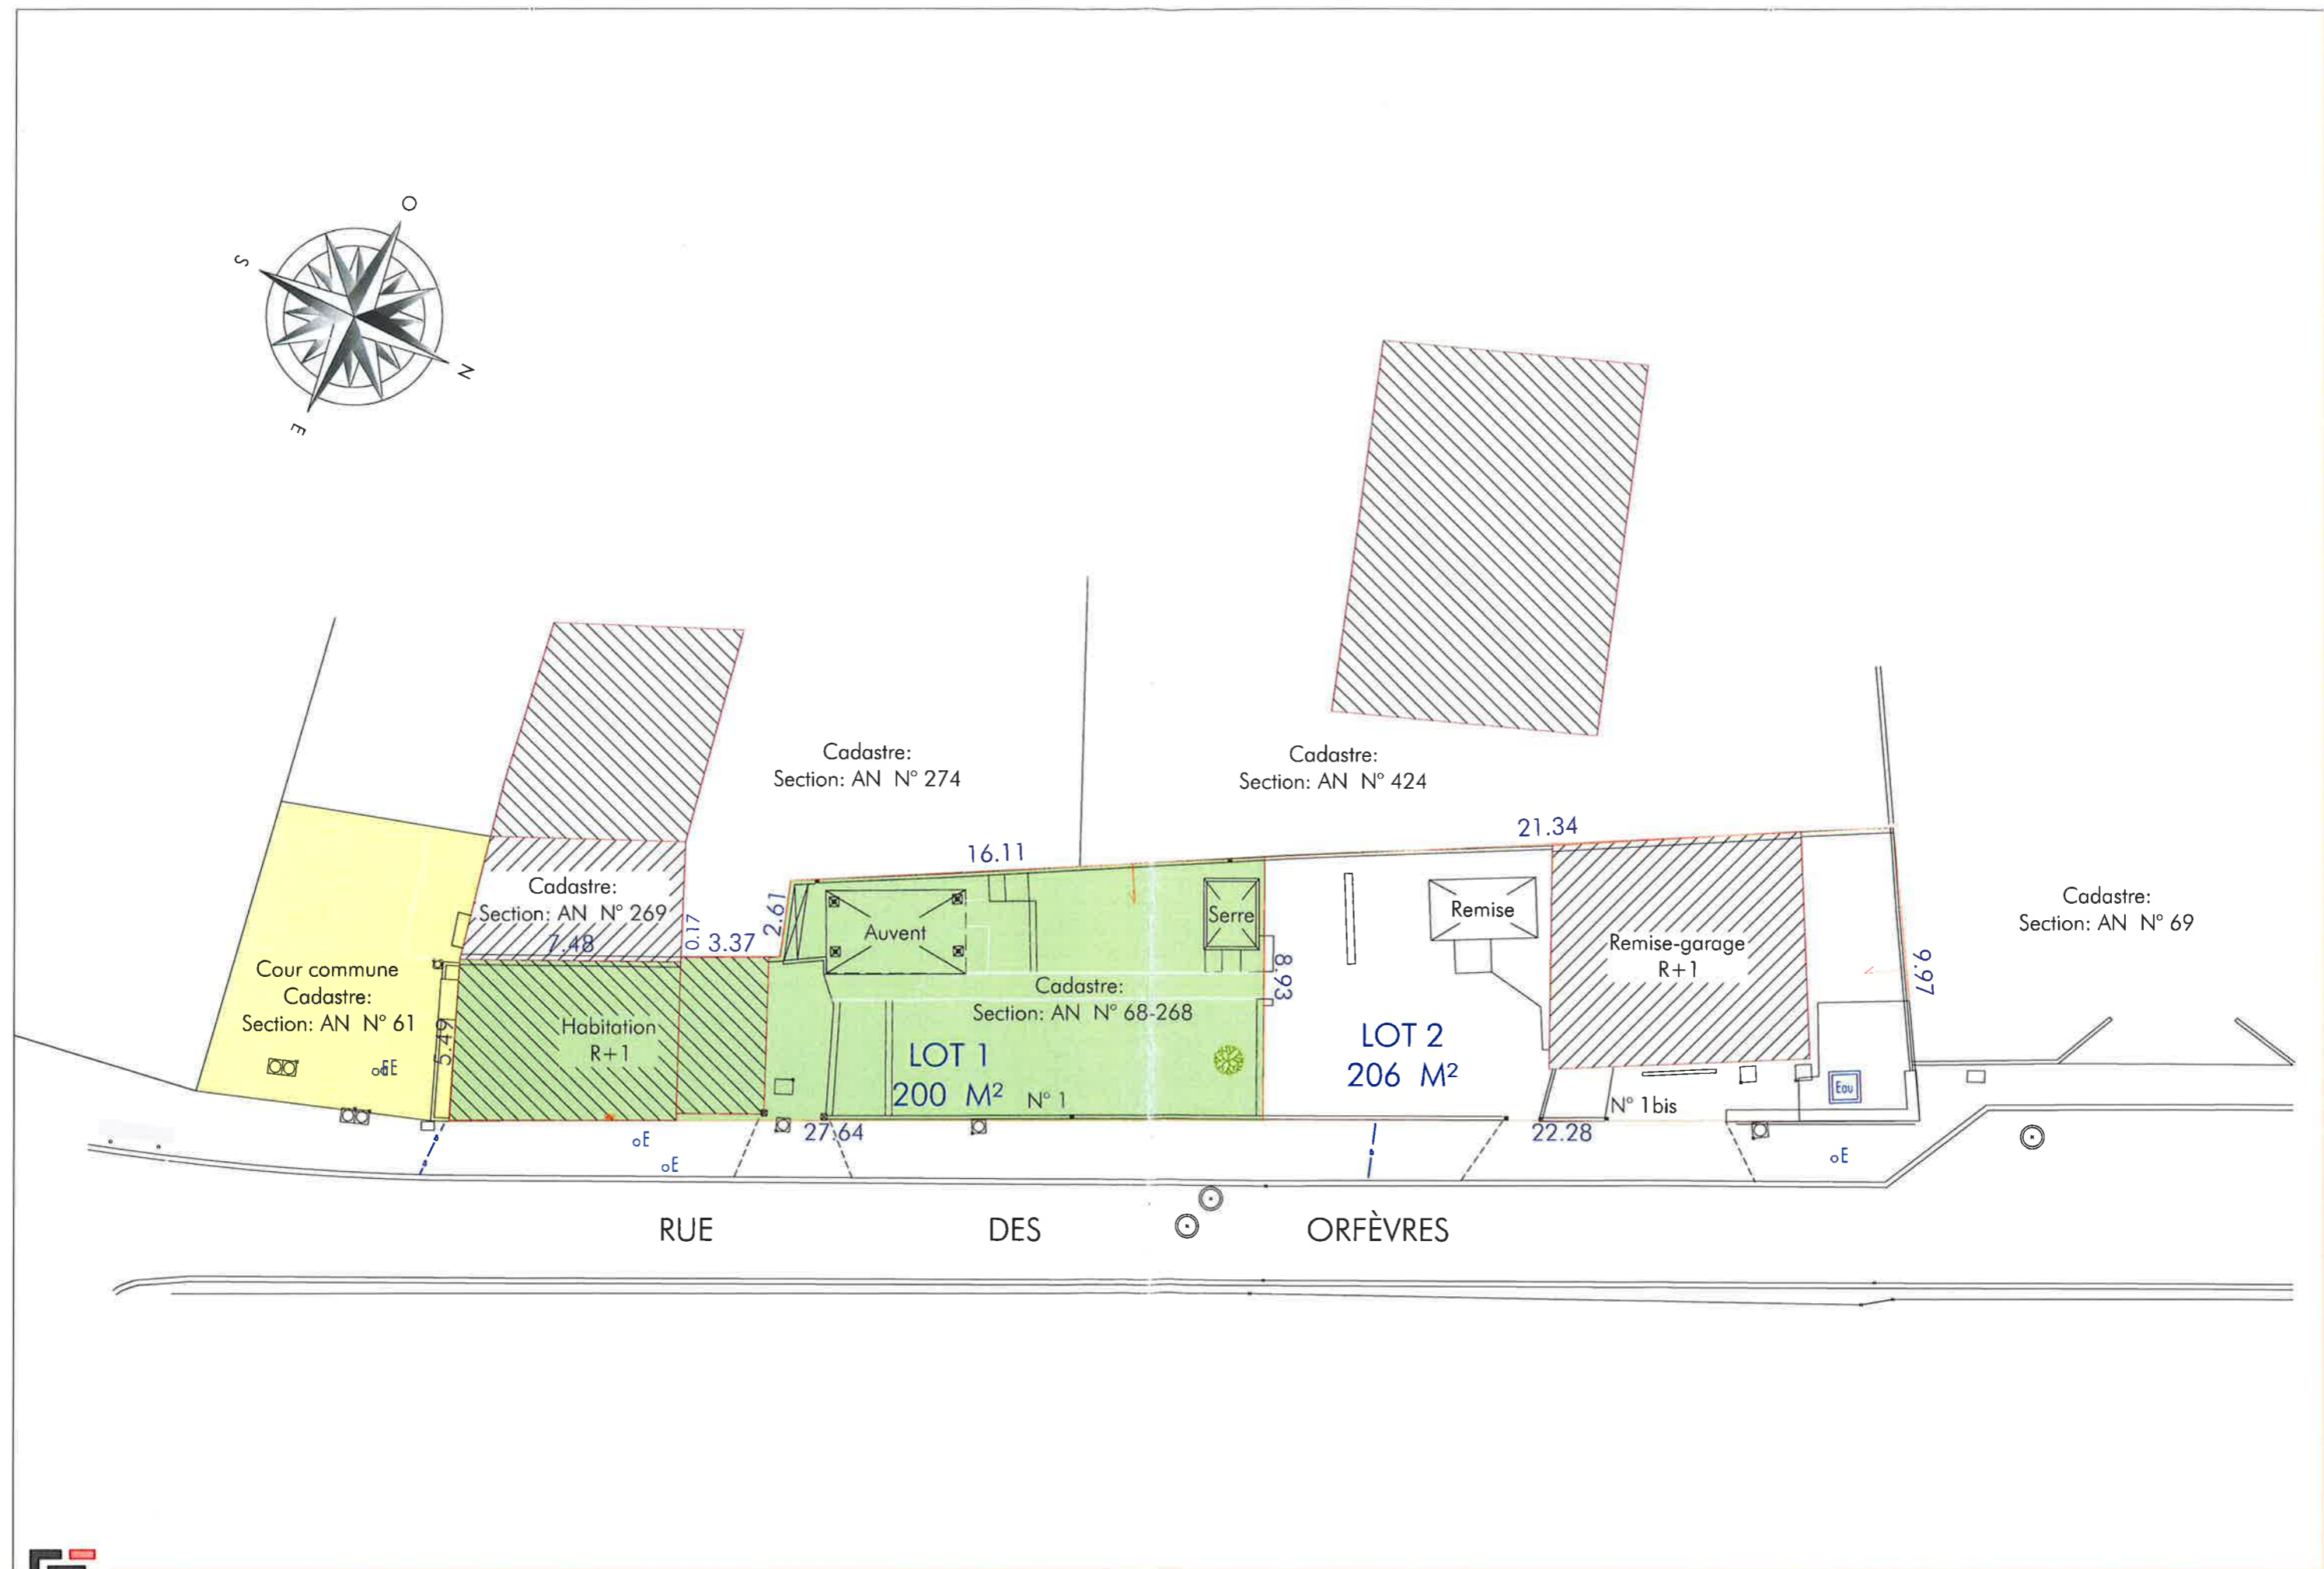 O
S
N
E
Cadastre:
Section: AN N° 274
Cadastre:
Section: AN N° 424
21.34
16.11
Cadastre:
Section: AN N° 269
7.48
0.17
3.37
2.61
Auvent
Serre
Remise
Remise-garage
R+1
Cadastre:
Section: AN N° 69
9.97
8.93
Cour commune
Cadastre:
Section: AN N° 61
E
5.49
Habitation
R+1
Cadastre:
Section: AN N° 68-268
LOT 1
200 M²
N° 1
LOT 2
206 M²
N° 1bis
Eau
27.64
22.28
E
E
E
RUE DES ORFÈVRES